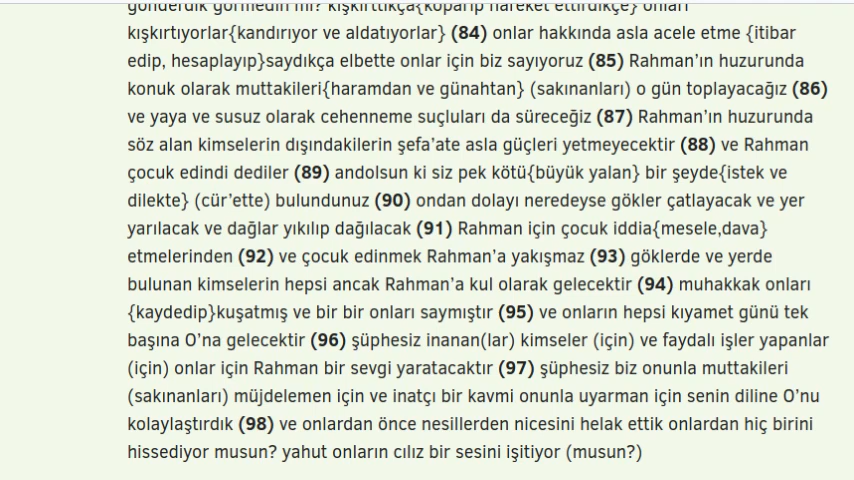 gönderdik görmedin mi? kışkırttıkça{koparıp hareket ettirdikçe} onları
kışkırtıyorlar{kandırıyor ve aldatıyorlar} (84) onlar hakkında asla acele etme {itibar
edip, hesaplayıp}saydıkça elbette onlar için biz sayıyoruz (85) Rahman’ın huzurunda
konuk olarak muttakileri{haramdan ve günahtan} (sakınanları) o gün toplayacağız (86)
ve yaya ve susuz olarak cehenneme suçluları da süreceğiz (87) Rahman’ın huzurunda
söz alan kimselerin dışındakilerin şefa’ate asla güçleri yetmeyecektir (88) ve Rahman
çocuk edindi dediler (89) andolsun ki siz pek kötü{büyük yalan} bir şeyde{istek ve
dilekte} (cür’ette) bulundunuz (90) ondan dolayı neredeyse gökler çatlayacak ve yer
yarılacak ve dağlar yıkılıp dağılacak (91) Rahman için çocuk iddia{mesele,dava}
etmelerinden (92) ve çocuk edinmek Rahman’a yakışmaz (93) göklerde ve yerde
bulunan kimselerin hepsi ancak Rahman’a kul olarak gelecektir (94) muhakkak onları
{kaydedip}kuşatmış ve bir bir onları saymıştır (95) ve onların hepsi kıyamet günü tek
başına O’na gelecektir (96) şüphesiz inanan(lar) kimseler (için) ve faydalı işler yapanlar
(için) onlar için Rahman bir sevgi yaratacaktır (97) şüphesiz biz onunla muttakileri
(sakınanları) müjdelemen için ve inatçı bir kavmi onunla uyarman için senin diline O’nu
kolaylaştırdık (98) ve onlardan önce nesillerden nicesini helak ettik onlardan hiç birini
hissediyor musun? yahut onların cılız bir sesini işitiyor (musun?)